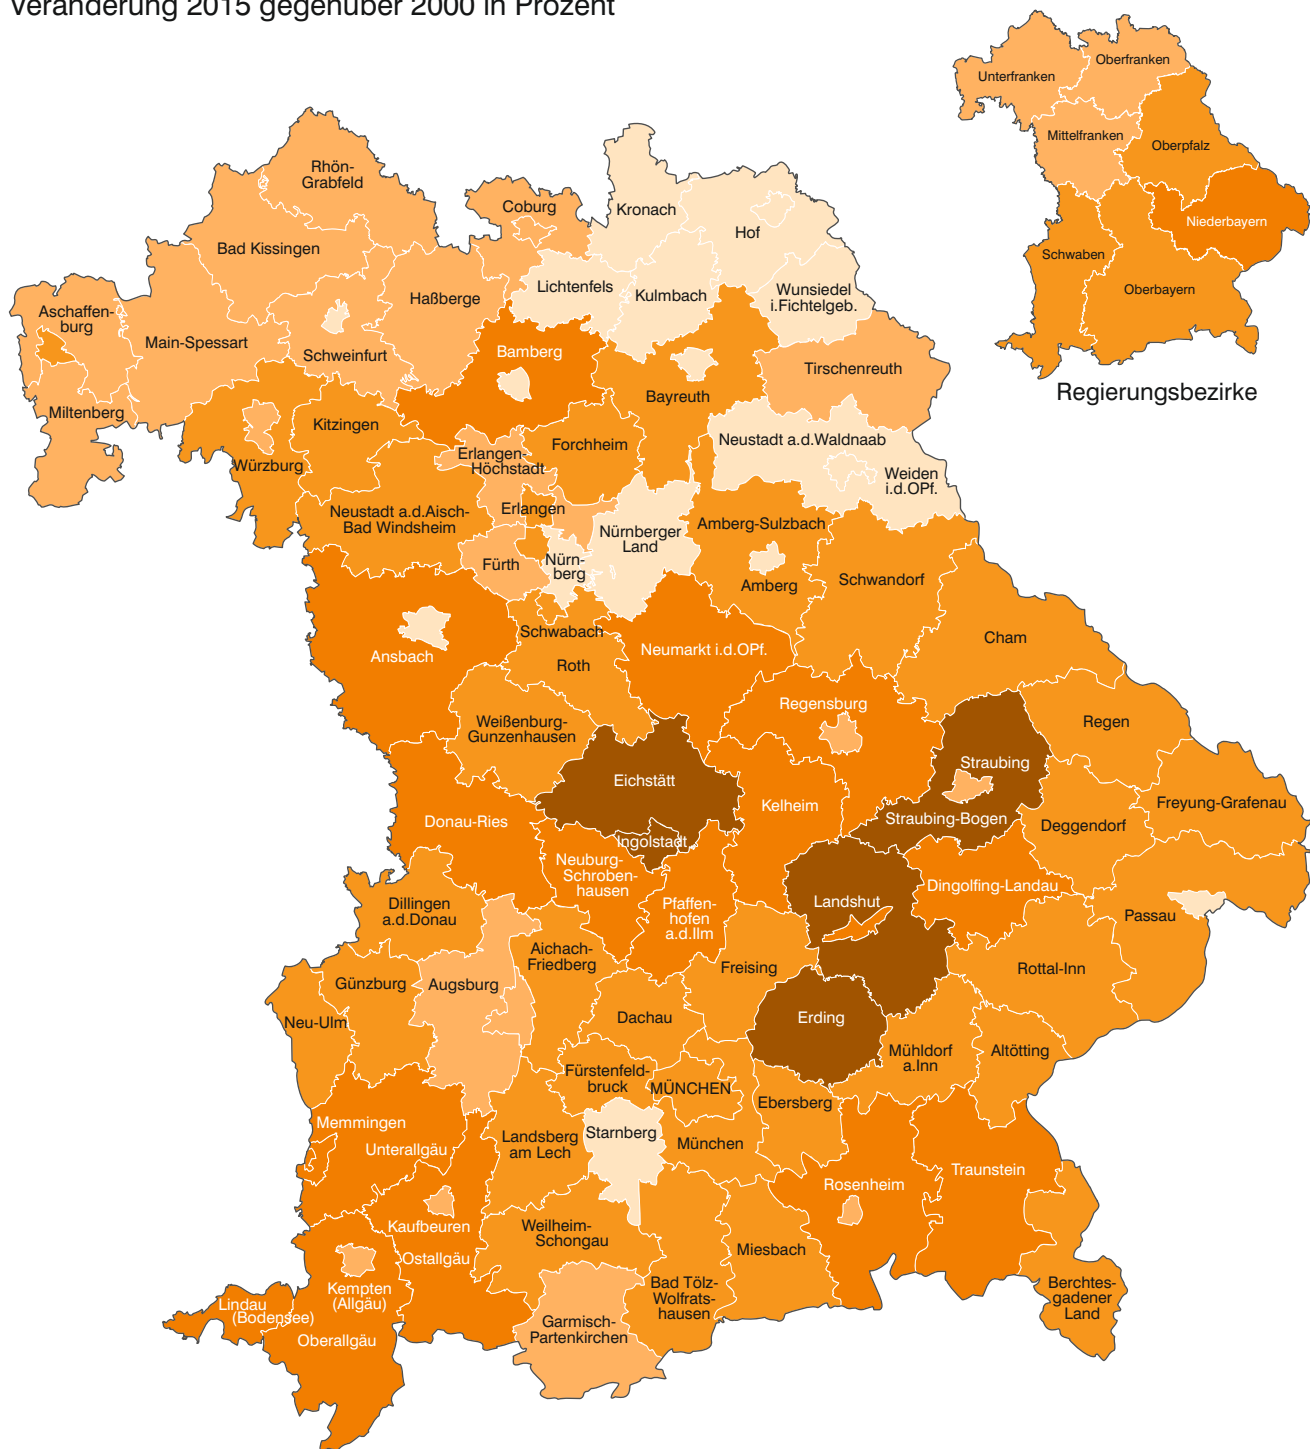 Veränderung 2015 gegenüber 2000 in Prozent
Unterfranken
Oberfranken
Mittelfranken
Oberpfalz
Niederbayern
Schwaben
Oberbayern
Regierungsbezirke
Rhön-
Grabfeld
Coburg
Kronach
Hof
Bad Kissingen
Lichtenfels
Kulmbach
Wunsiedel
i.Fichtelgeb.
Haßberge
Aschaffen-
burg
Main-Spessart
Schweinfurt
Bamberg
Tirschenreuth
Bayreuth
Miltenberg
Kitzingen
Forchheim
Neustadt a.d.Waldnaab
Würzburg
Erlangen-
Höchstadt
Weiden
i.d.OPf.
Neustadt a.d.Aisch-
Bad Windsheim
Erlangen
Nürnberger
Land
Amberg-Sulzbach
Fürth
Nürn-
berg
Amberg
Schwandorf
Schwabach
Cham
Ansbach
Roth
Neumarkt i.d.OPf.
Regensburg
Weißenburg-
Gunzenhausen
Regen
Straubing
Eichstätt
Kelheim
Freyung-Grafenau
Donau-Ries
Straubing-Bogen
Deggendorf
Ingolstadt
Neuburg-
Schroben-
hausen
Dingolfing-Landau
Dillingen
a.d.Donau
Pfaffen-
hofen
a.d.Ilm
Landshut
Passau
Aichach-
Friedberg
Freising
Rottal-Inn
Günzburg
Augsburg
Neu-Ulm
Dachau
Erding
Mühldorf
a.Inn
Altötting
Fürstenfeld-
bruck
MÜNCHEN
Ebersberg
Memmingen
Unterallgäu
Landsberg
am Lech
Starnberg
München
Traunstein
Rosenheim
Kaufbeuren
Weilheim-
Schongau
Miesbach
Ostallgäu
Kempten
(Allgäu)
Bad Tölz-
Wolfrats-
hausen
Berchtes-
gadener
Land
Lindau
(Bodensee)
Oberallgäu
Garmisch-
Partenkirchen